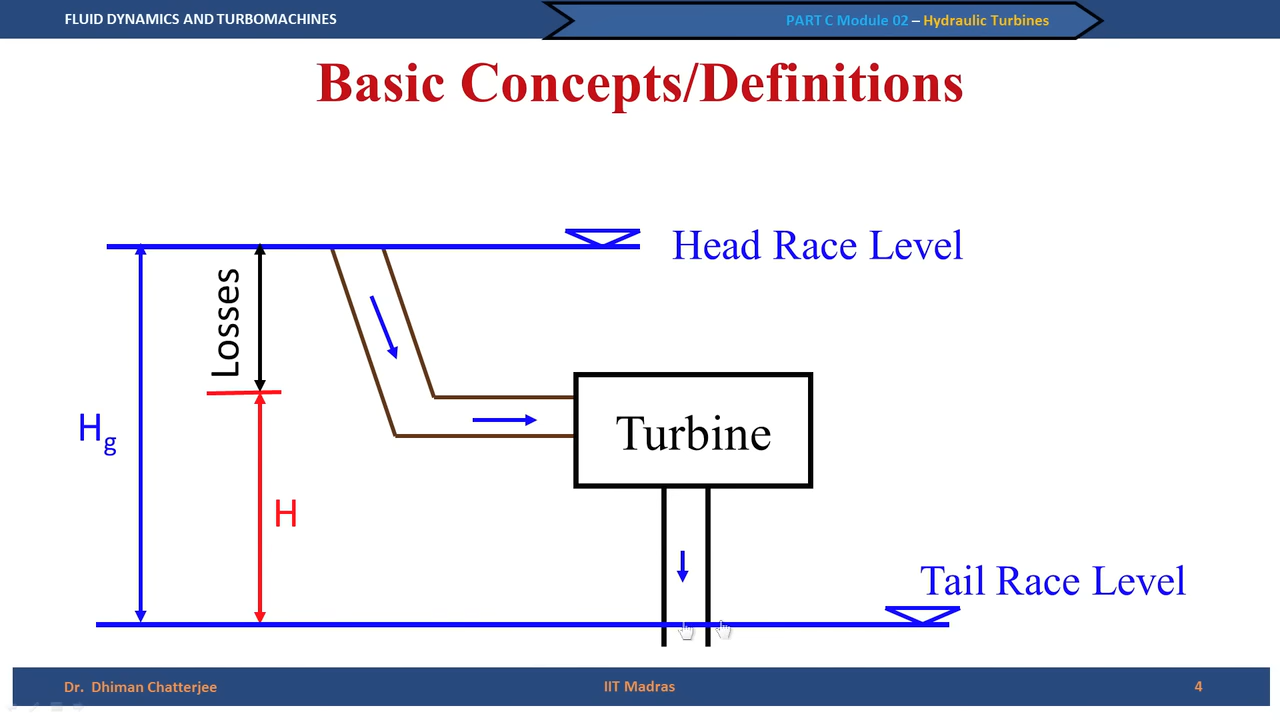 FLUID DYNAMICS AND TURBOMACHINES
PART C Module 02 – Hydraulic Turbines
Basic Concepts/Definitions
Head Race Level
Losses
Hg
H
Turbine
Tail Race Level
Dr. Dhiman Chatterjee
IIT Madras
4